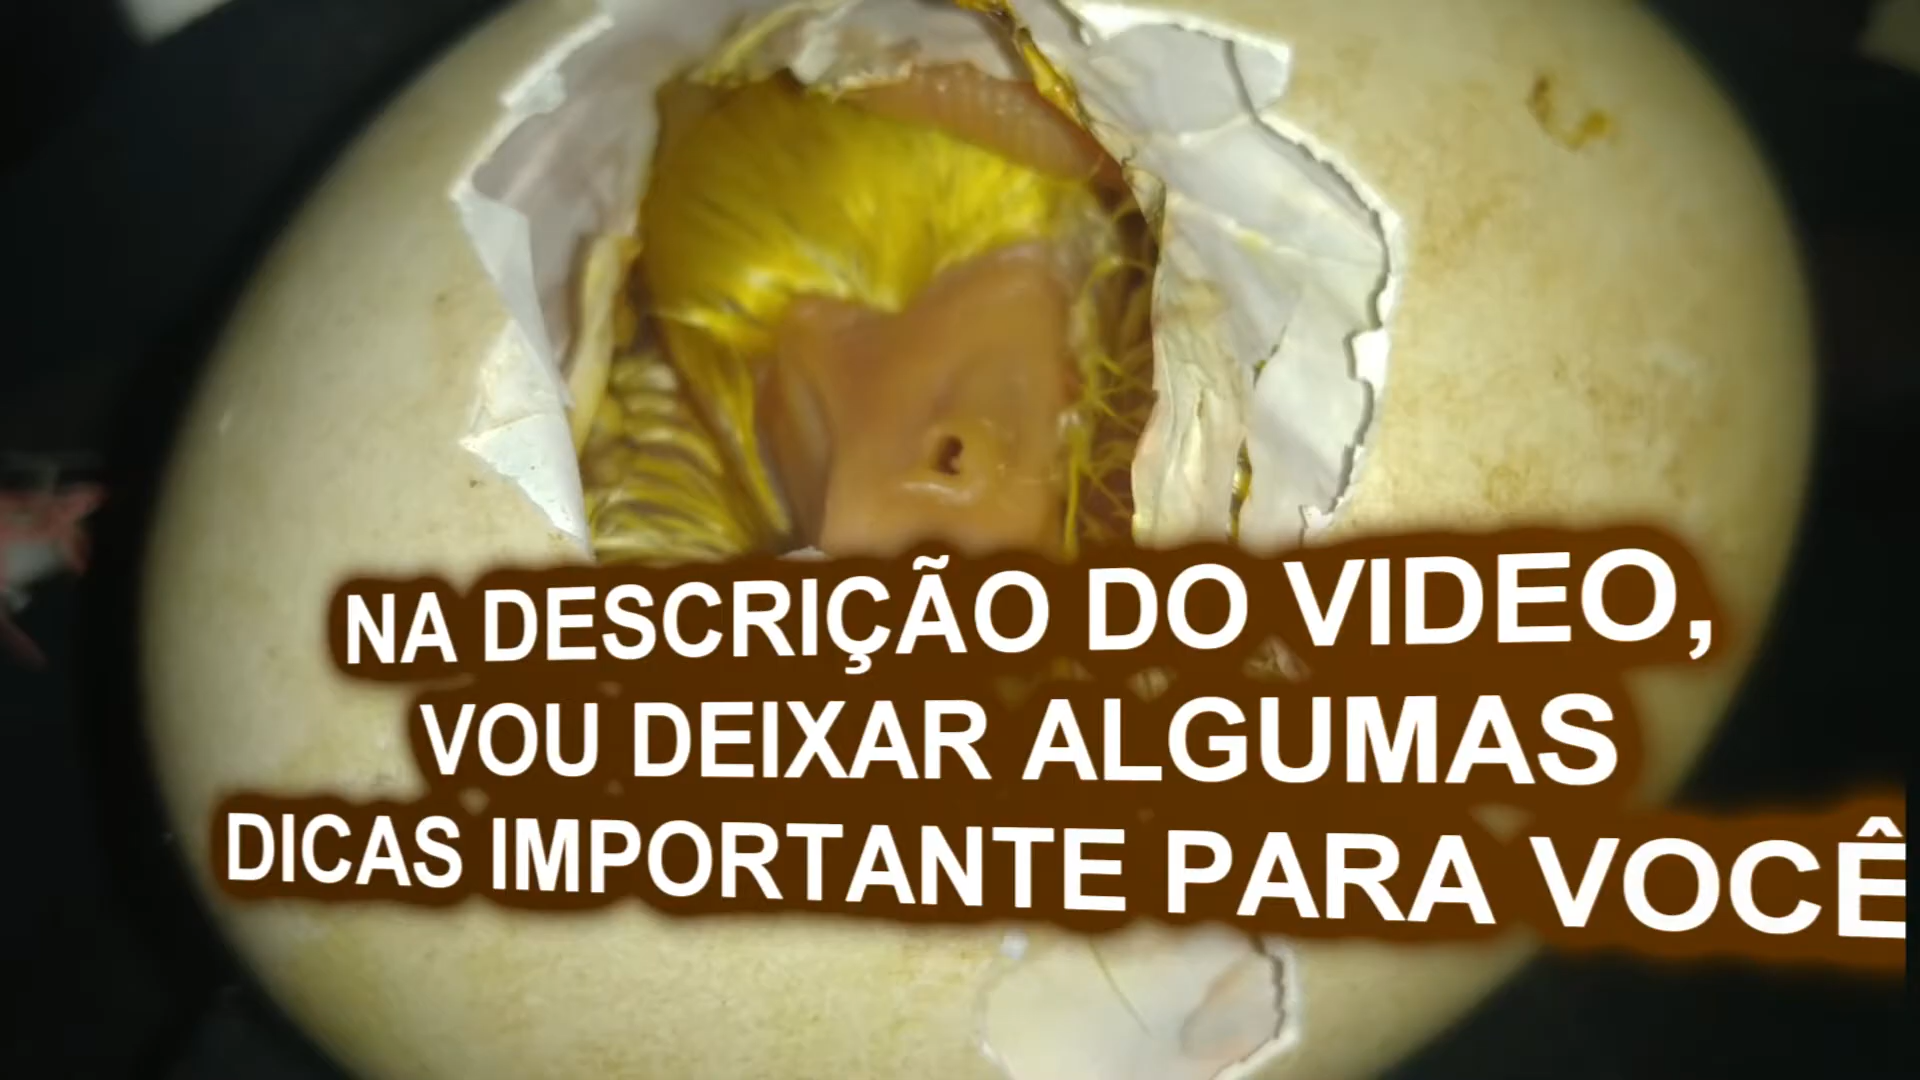 NA DESCRIÇÃO DO VIDEO,
VOU DEIXAR ALGUMAS
DICAS IMPORTANTE PARA VOCÊ